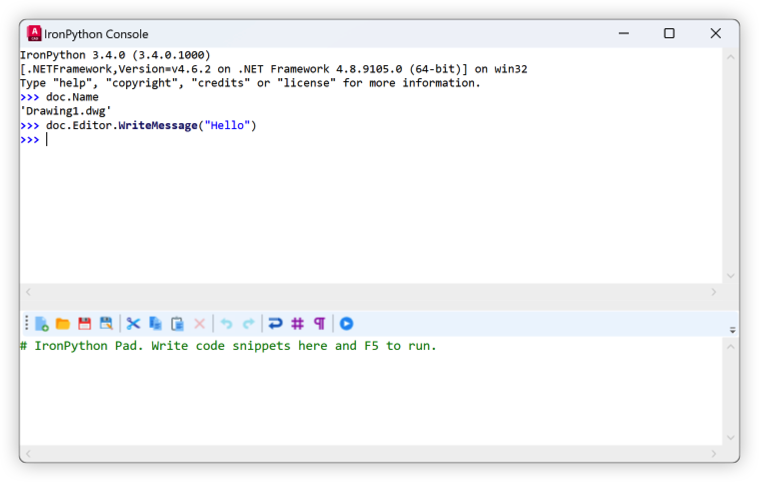 IronPython Console
IronPython 3.4.0 (3.4.0.1000)
[.NETFramework,Version=v4.6.2 on .NET Framework 4.8.9105.0 (64-bit)] on win32
Type "help", "copyright", "credits" or "license" for more information.
>>> doc.Name
'Drawing1.dwg'
>>> doc.Editor.WriteMessage("Hello")
>>>
# IronPython Pad. Write code snippets here and F5 to run.